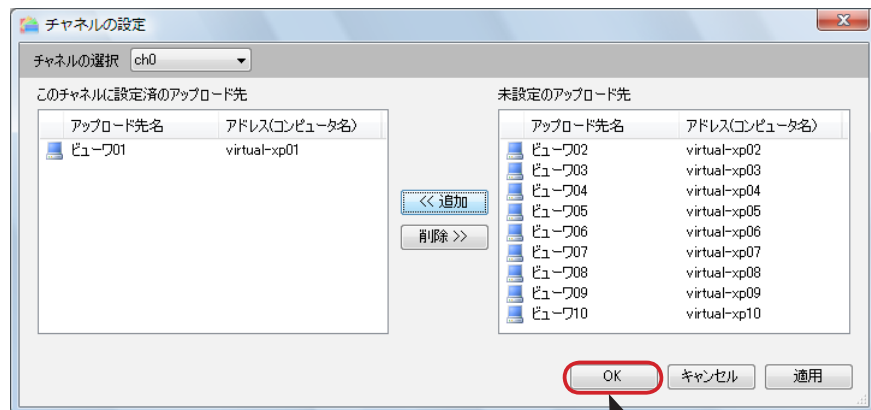 チャネルの設定
チャネルの選択 ch0
このチャネルに設定済のアップロード先
アップロード先名 アドレス(コンピュータ名)
ビューワ01 virtual-xp01
<< 追加
削除 >>
未設定のアップロード先
アップロード先名 アドレス(コンピュータ名)
ビューワ02 virtual-xp02
ビューワ03 virtual-xp03
ビューワ04 virtual-xp04
ビューワ05 virtual-xp05
ビューワ06 virtual-xp06
ビューワ07 virtual-xp07
ビューワ08 virtual-xp08
ビューワ09 virtual-xp09
ビューワ10 virtual-xp10
OK キャンセル 適用